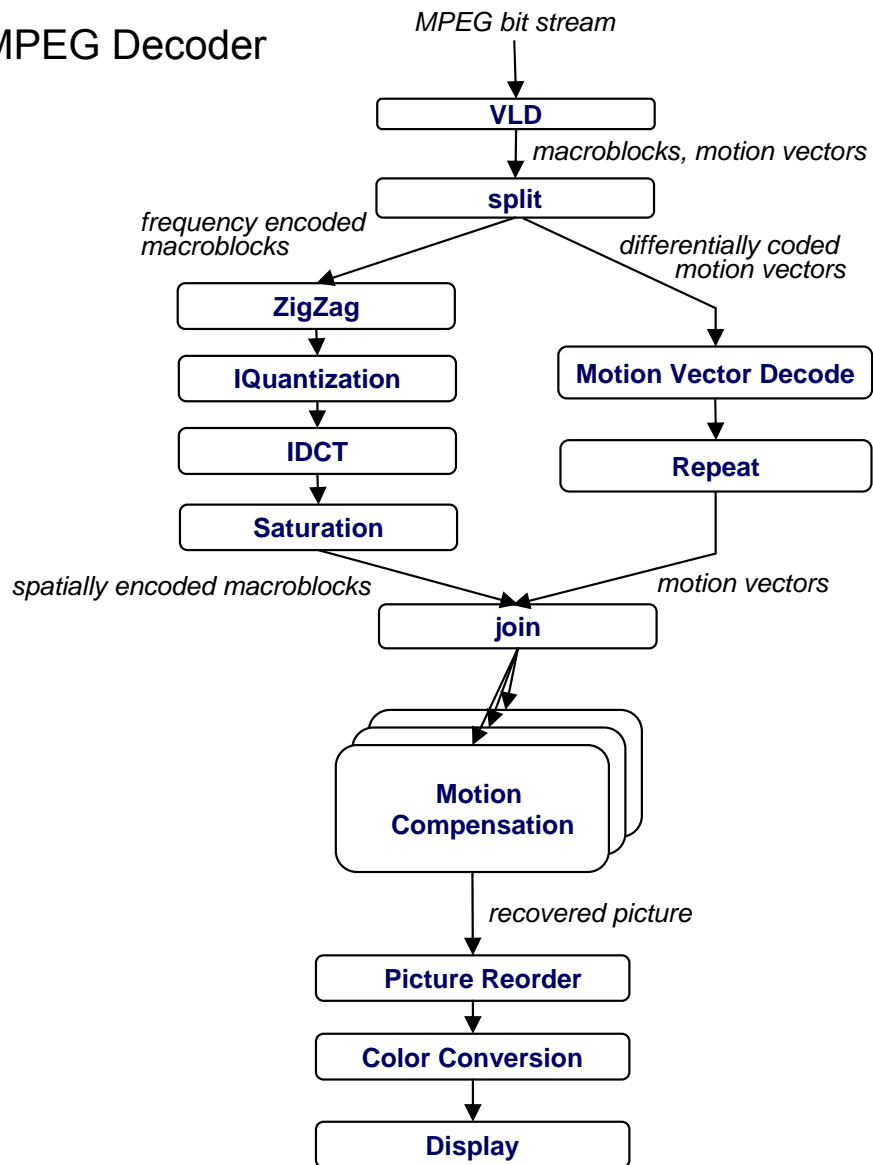 MPEG Decoder
MPEG bit stream
VLD
macroblocks, motion vectors
split
frequency encoded
macroblocks
differentially coded
motion vectors
ZigZag
IQuantization
IDCT
Saturation
Motion Vector Decode
Repeat
spatially encoded macroblocks
motion vectors
join
Motion
Compensation
recovered picture
Picture Reorder
Color Conversion
Display